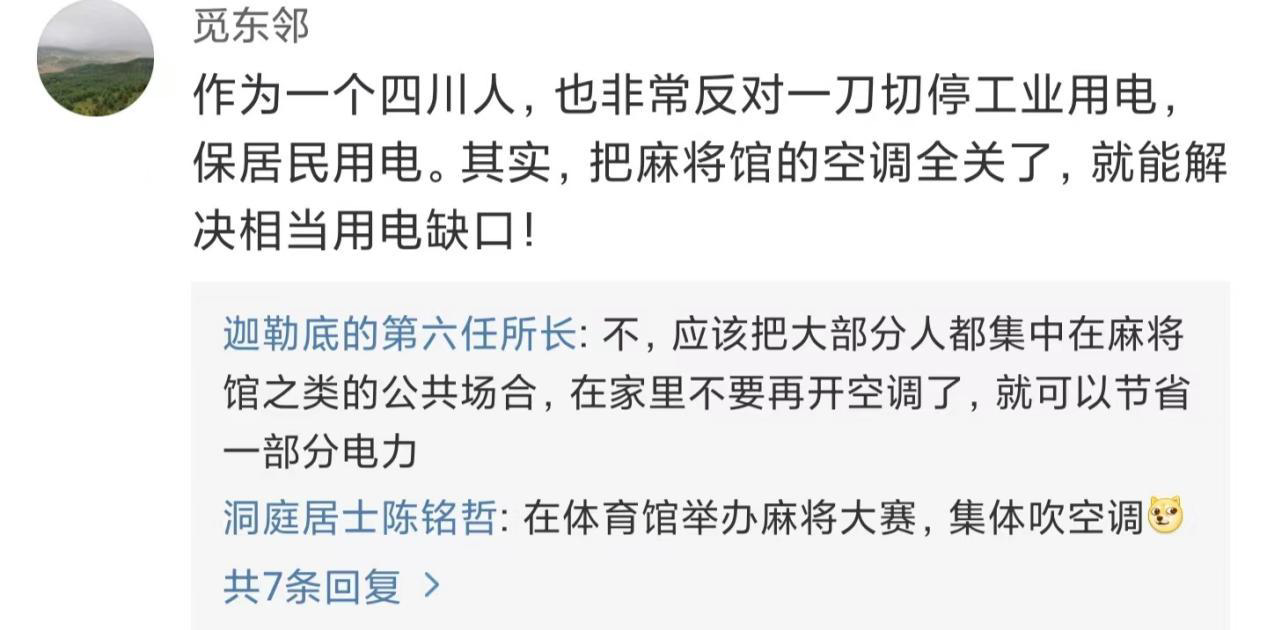 觅东邻
作为一个四川人，也非常反对一刀切停工业用电，
保居民用电。其实，把麻将馆的空调全关了，就能解
决相当用电缺口！
迦勒底的第六任所长: 不，应该把大部分人都集中在麻将
馆之类的公共场合，在家里不要再开空调了，就可以节省
一部分电力
洞庭居士陈铭哲: 在体育馆举办麻将大赛，集体吹空调
共7条回复 >